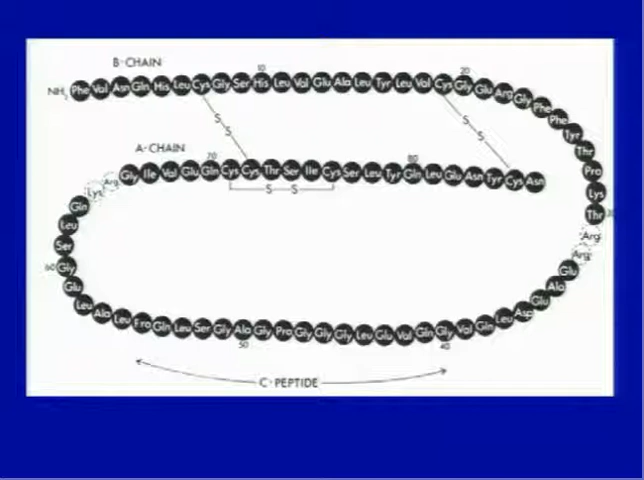 B-CHAIN
10
20
NH₂ Phe Val Asn Gln His Leu Cys Gly Ser His Leu Val Glu Ala Leu Tyr Leu Val Cys Gly Glu Arg Gly Phe Phe Tyr Thr Pro Lys Thr
30
S
S
S
S
A-CHAIN
70
80
Arg Gly Ile Val Glu Gln Cys Cys Thr Ser Ile Cys Ser Leu Tyr Gln Leu Glu Asn Tyr Cys Asn
S S
Lys
Gln
Leu
Ser
60 Gly
Glu
Leu Ala Leu Pro Gln Leu Ser Gly Ala Gly Pro Gly Gly Gly Leu Glu Val Gln Gly Val Gln Leu Asp Glu Ala Glu Arg Arg
50
40
C-PEPTIDE